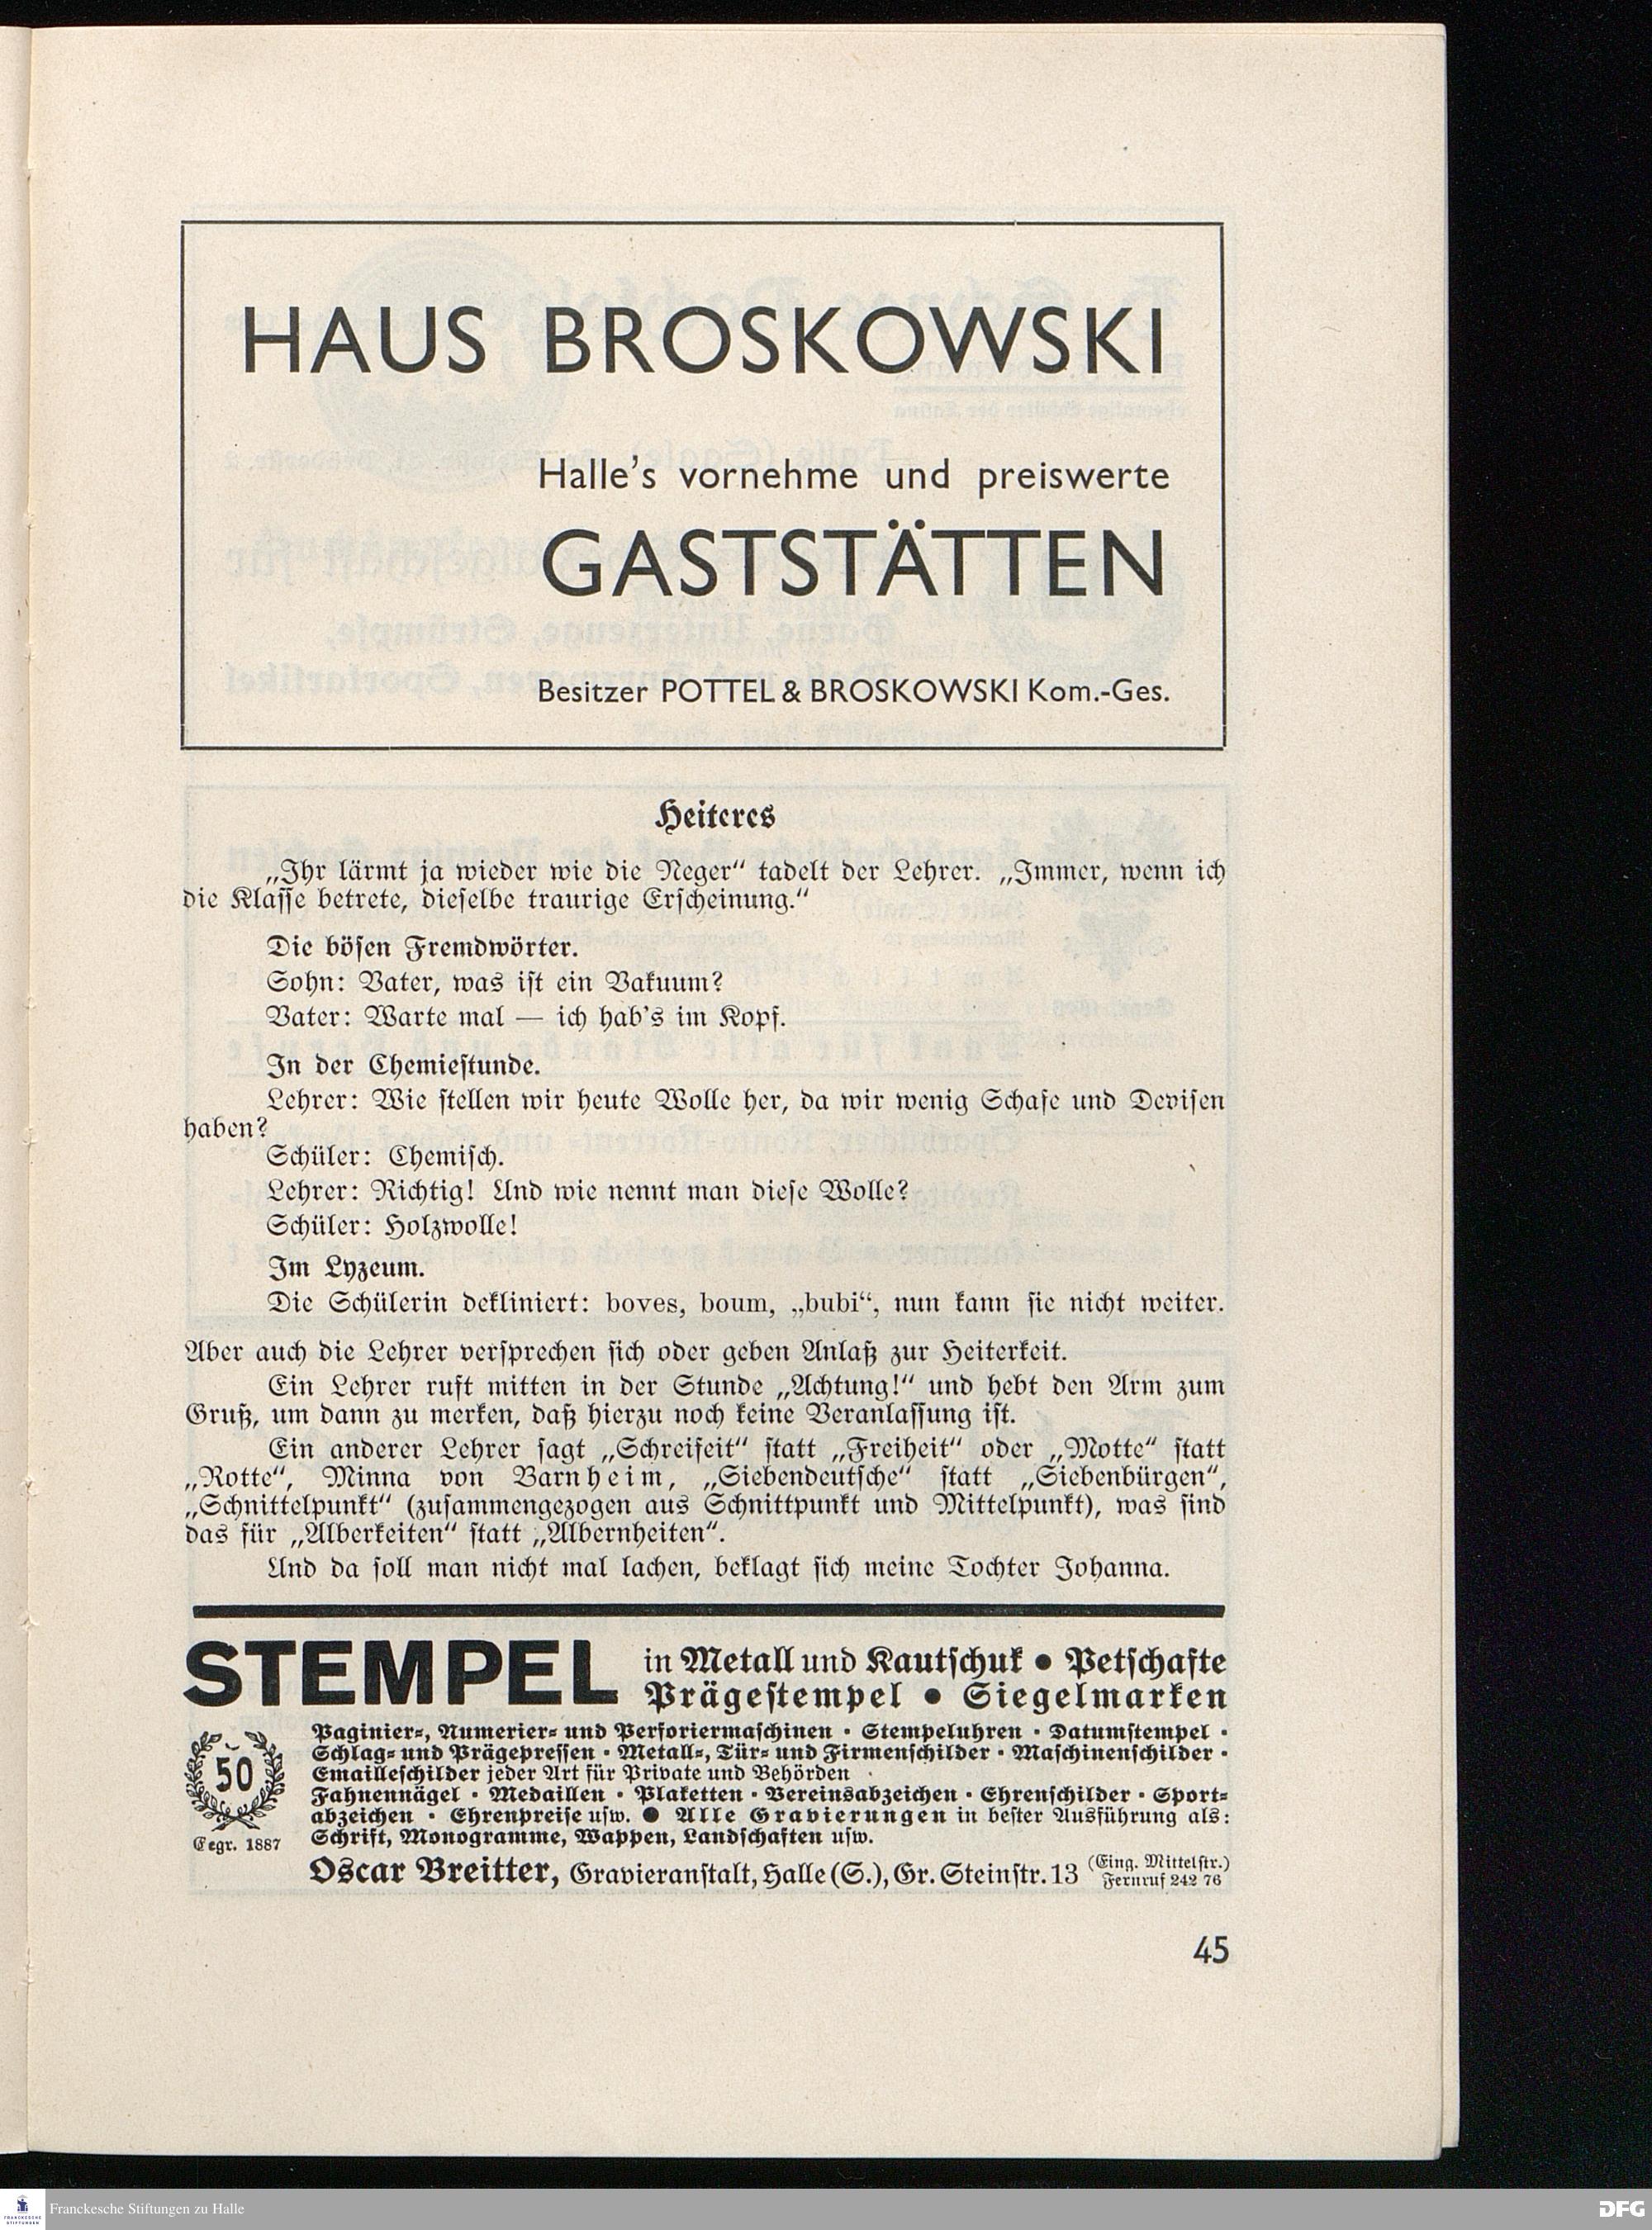 HAUS BROSKOWSKI
Halle's vornehme und preiswerte
GASTSTÄTTEN
Besitzer POTTEL & BROSKOWSKI Kom.-Ges.
Heiteres
„Ihr lärmt ja wieder wie die Neger“ tadelt der Lehrer. „Immer, wenn ich
die Klasse betrete, dieselbe traurige Erscheinung.“
Die bösen Fremdwörter.
Sohn: Vater, was ist ein Vakuum?
Vater: Warte mal — ich hab's im Kopf.
In der Chemiestunde.
Lehrer: Wie stellen wir heute Wolle her, da wir wenig Schafe und Devisen
haben?
Schüler: Chemisch.
Lehrer: Richtig! Und wie nennt man diese Wolle?
Schüler: Holzwolle!
Im Lyzeum.
Die Schülerin dekliniert: boves, boum, „bubi“, nun kann sie nicht weiter.
Aber auch die Lehrer versprechen sich oder geben Anlaß zur Heiterkeit.
Ein Lehrer ruft mitten in der Stunde „Achtung!“ und hebt den Arm zum
Gruß, um dann zu merken, daß hierzu noch keine Veranlassung ist.
Ein anderer Lehrer sagt „Schreifeit“ statt „Freiheit“ oder „Motte“ statt
„Rotte“, Minna von Barnheim, „Siebendeutsche“ statt „Siebenbürgen“,
„Schnittelpunkt“ (zusammengezogen aus Schnittpunkt und Mittelpunkt), was sind
das für „Alberkeiten“ statt „Albernheiten“.
Und da soll man nicht mal lachen, beklagt sich meine Tochter Johanna.
STEMPEL in Metall und Kautschuk • Petschafte
Prägestempel • Siegelmarken
Paginier-, Numerier- und Perforiermaschinen · Stempeluhren · Datumstempel ·
Schlag- und Prägepressen · Metall-, Tür- und Firmenschilder · Maschinenschilder ·
Emailleschilder jeder Art für Private und Behörden
Fahnennägel · Medaillen · Plaketten · Vereinsabzeichen · Ehrenschilder · Sport-
abzeichen · Ehrenpreise usw. • Alle Gravierungen in bester Ausführung als:
Schrift, Monogramme, Wappen, Landschaften usw.
50
Gegr. 1887
Oscar Breitter, Gravieranstalt, Halle (S.), Gr. Steinstr. 13 (Eing. Mittelstr.)
Fernruf 242 76
45
Franckesche Stiftungen zu Halle
DFG